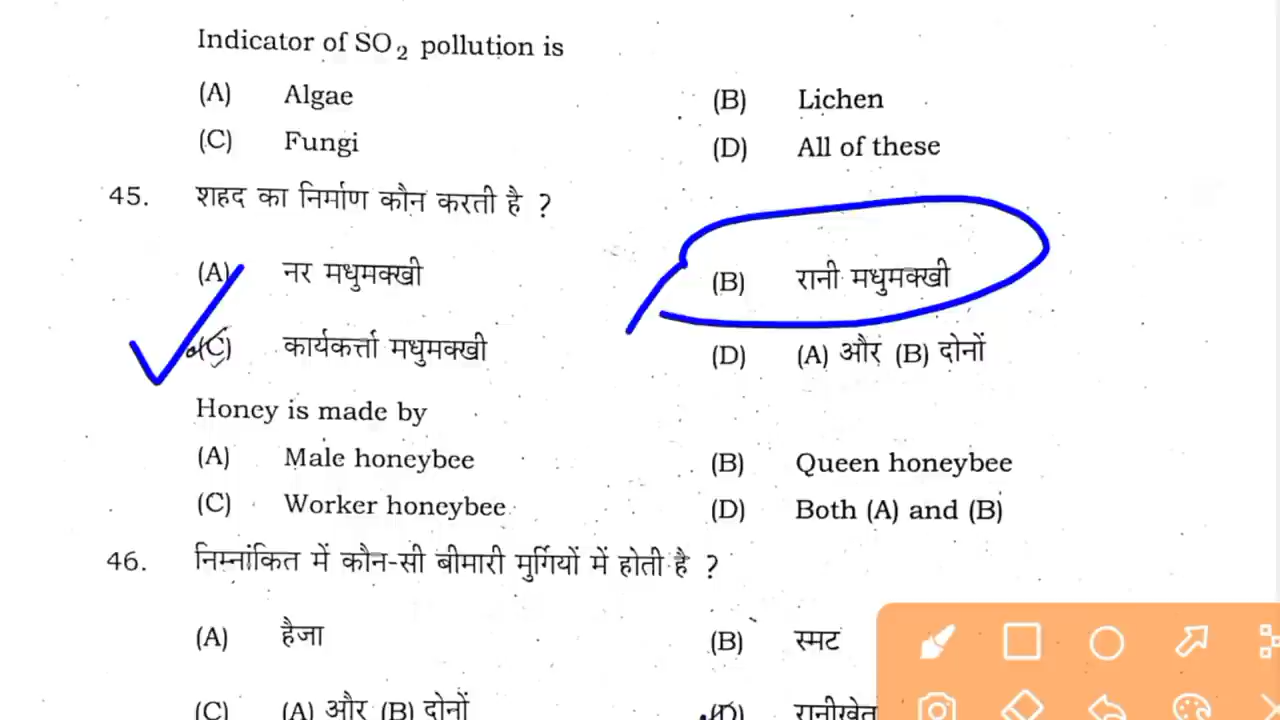 Indicator of SO2 pollution is
(A) Algae (B) Lichen
(C) Fungi (D) All of these
45. शहद का निर्माण कौन करती है ?
(A) नर मधुमक्खी (B) रानी मधुमक्खी
(C) कार्यकर्त्ता मधुमक्खी (D) (A) और (B) दोनों
Honey is made by
(A) Male honeybee (B) Queen honeybee
(C) Worker honeybee (D) Both (A) and (B)
46. निम्नांकित में कौन-सी बीमारी मुर्गियों में होती है ?
(A) हैजा (B) स्मट
(C) (A) और (B) दोनों (D) रानीखेत